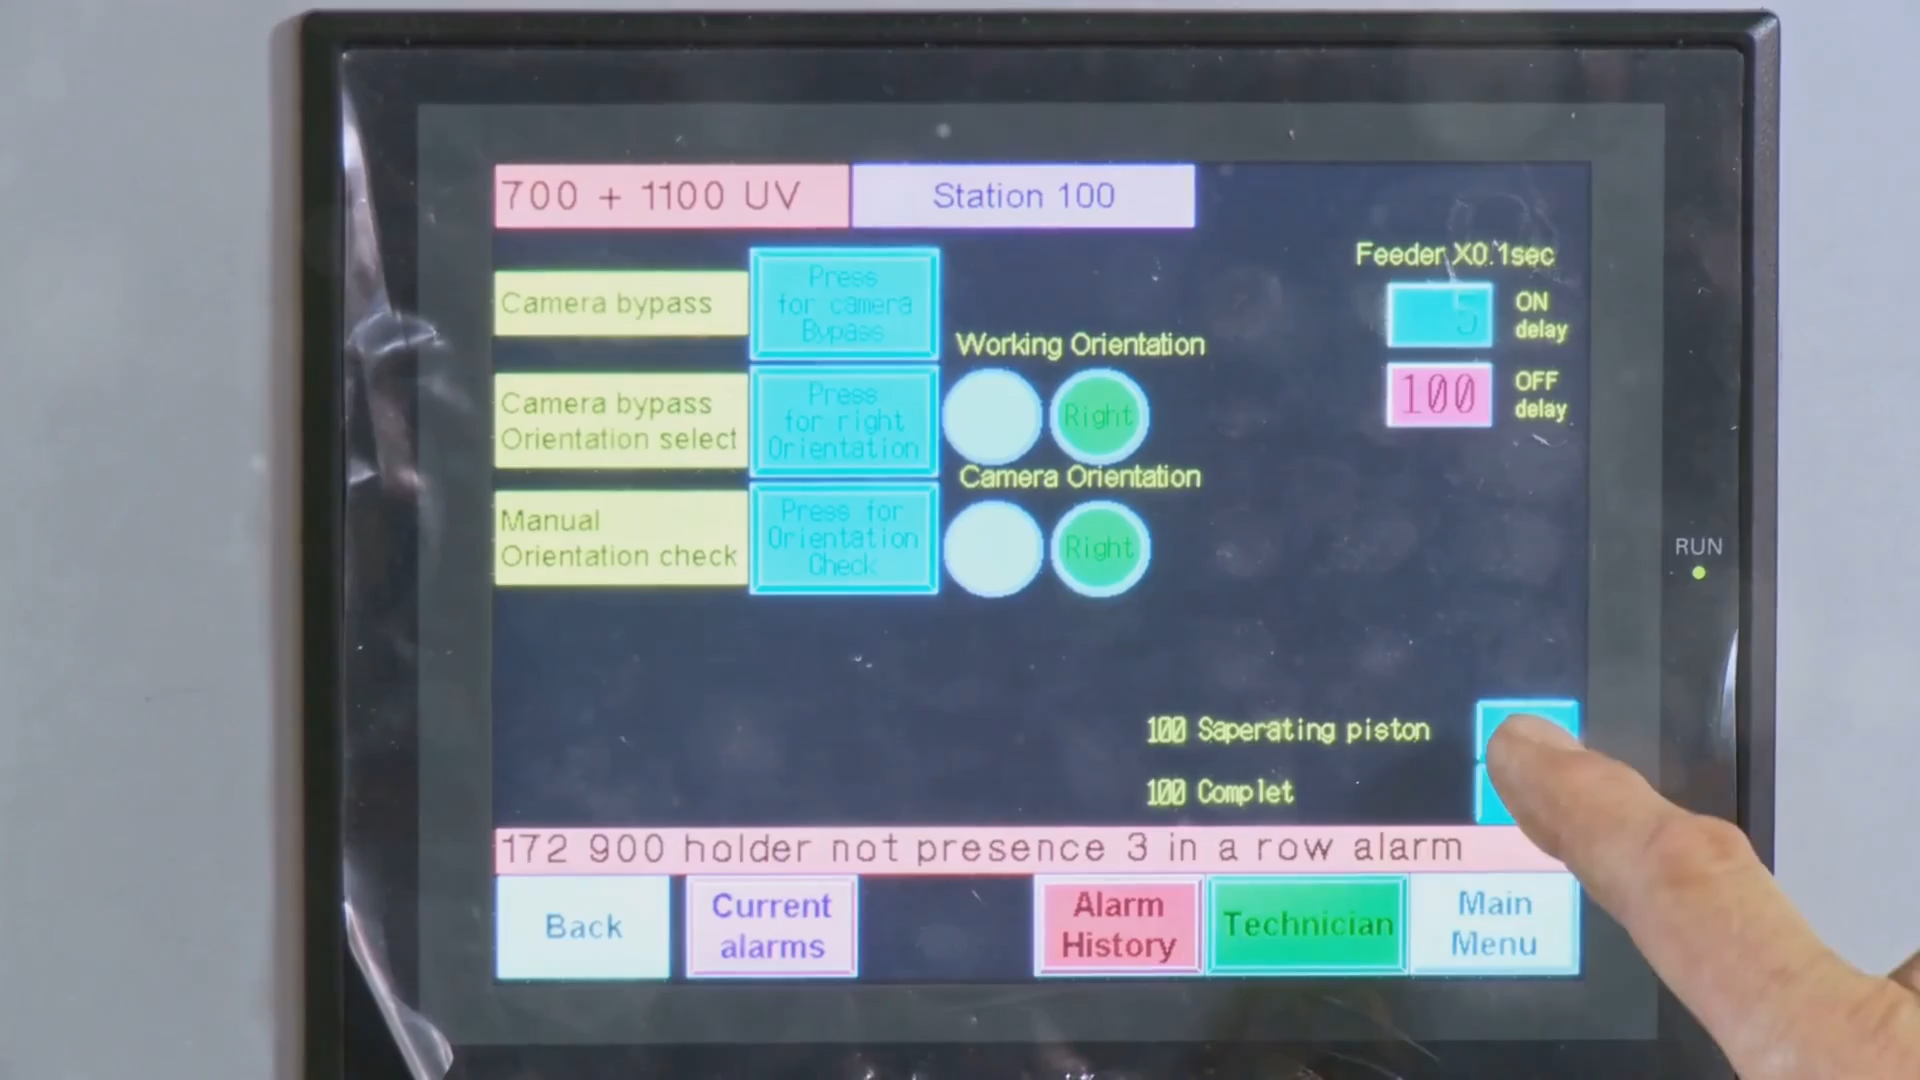 700 + 1100 UV
Station 100
Feeder X0.1sec
Camera bypass
Press
for camera
Bypass
5
ON
delay
Working Orientation
100
OFF
delay
Camera bypass
Orientation select
Press
for right
Orientation
Right
Camera Orientation
Manual
Orientation check
Press for
Orientation
Check
Right
RUN
100 Saperating piston
100 Complet
172 900 holder not presence 3 in a row alarm
Back
Current
alarms
Alarm
History
Technician
Main
Menu